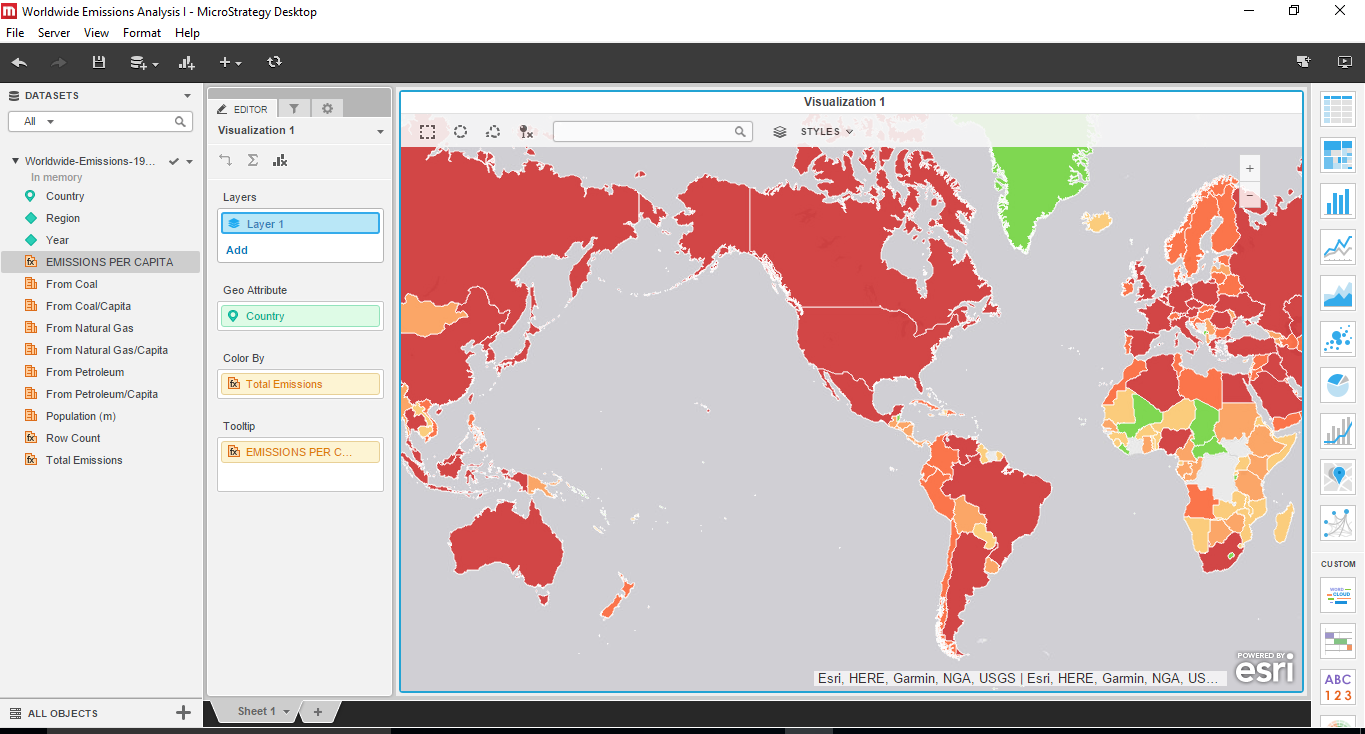 Worldwide Emissions Analysis I - MicroStrategy Desktop
File Server View Format Help
DATASETS
All
Worldwide-Emissions-19...
In memory
Country
Region
Year
EMISSIONS PER CAPITA
From Coal
From Coal/Capita
From Natural Gas
From Natural Gas/Capita
From Petroleum
From Petroleum/Capita
Population (m)
Row Count
Total Emissions
ALL OBJECTS
EDITOR
Visualization 1
Layers
Layer 1
Add
Geo Attribute
Country
Color By
Total Emissions
Tooltip
EMISSIONS PER C...
Visualization 1
STYLES
Esri, HERE, Garmin, NGA, USGS | Esri, HERE, Garmin, NGA, US...
POWERED BY
esri
Sheet 1
CUSTOM
WORD
CLOUD
ABC
123